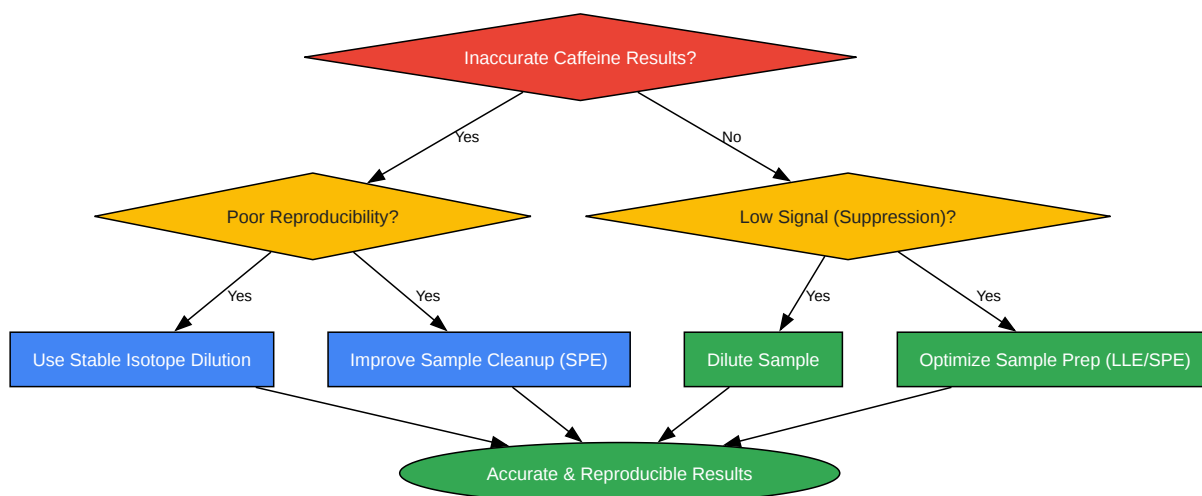 Inaccurate Caffeine Results?
Yes
No
Poor Reproducibility?
Low Signal (Suppression)?
Yes
Yes
Yes
Yes
Use Stable Isotope Dilution
Improve Sample Cleanup (SPE)
Dilute Sample
Optimize Sample Prep (LLE/SPE)
Accurate & Reproducible Results